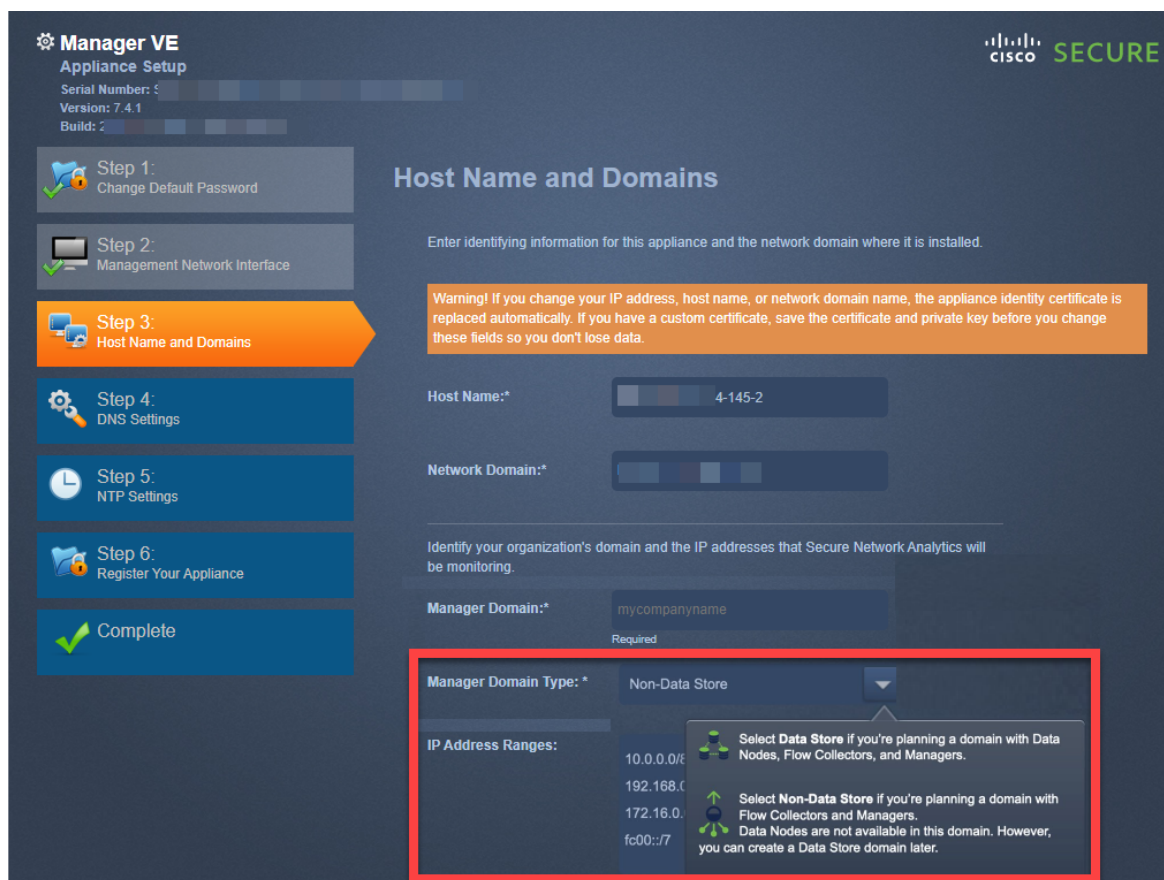 Manager VE
Appliance Setup
Serial Number:
Version: 7.4.1
Build: 2
CISCO SECURE
Step 1:
Change Default Password
Step 2:
Management Network Interface
Step 3:
Host Name and Domains
Step 4:
DNS Settings
Step 5:
NTP Settings
Step 6:
Register Your Appliance
Complete
Host Name and Domains
Enter identifying information for this appliance and the network domain where it is installed.
Warning! If you change your IP address, host name, or network domain name, the appliance identity certificate is
replaced automatically. If you have a custom certificate, save the certificate and private key before you change
these fields so you don't lose data.
Host Name:*
4-145-2
Network Domain:*
Identify your organization's domain and the IP addresses that Secure Network Analytics will
be monitoring.
Manager Domain:*
mycompanyname
Required
Manager Domain Type: *
Non-Data Store
IP Address Ranges:
10.0.0.0/8
192.168.0
172.16.0.
fc00::/7
Select Data Store if you're planning a domain with Data
Nodes, Flow Collectors, and Managers.
Select Non-Data Store if you're planning a domain with
Flow Collectors and Managers.
Data Nodes are not available in this domain. However,
you can create a Data Store domain later.